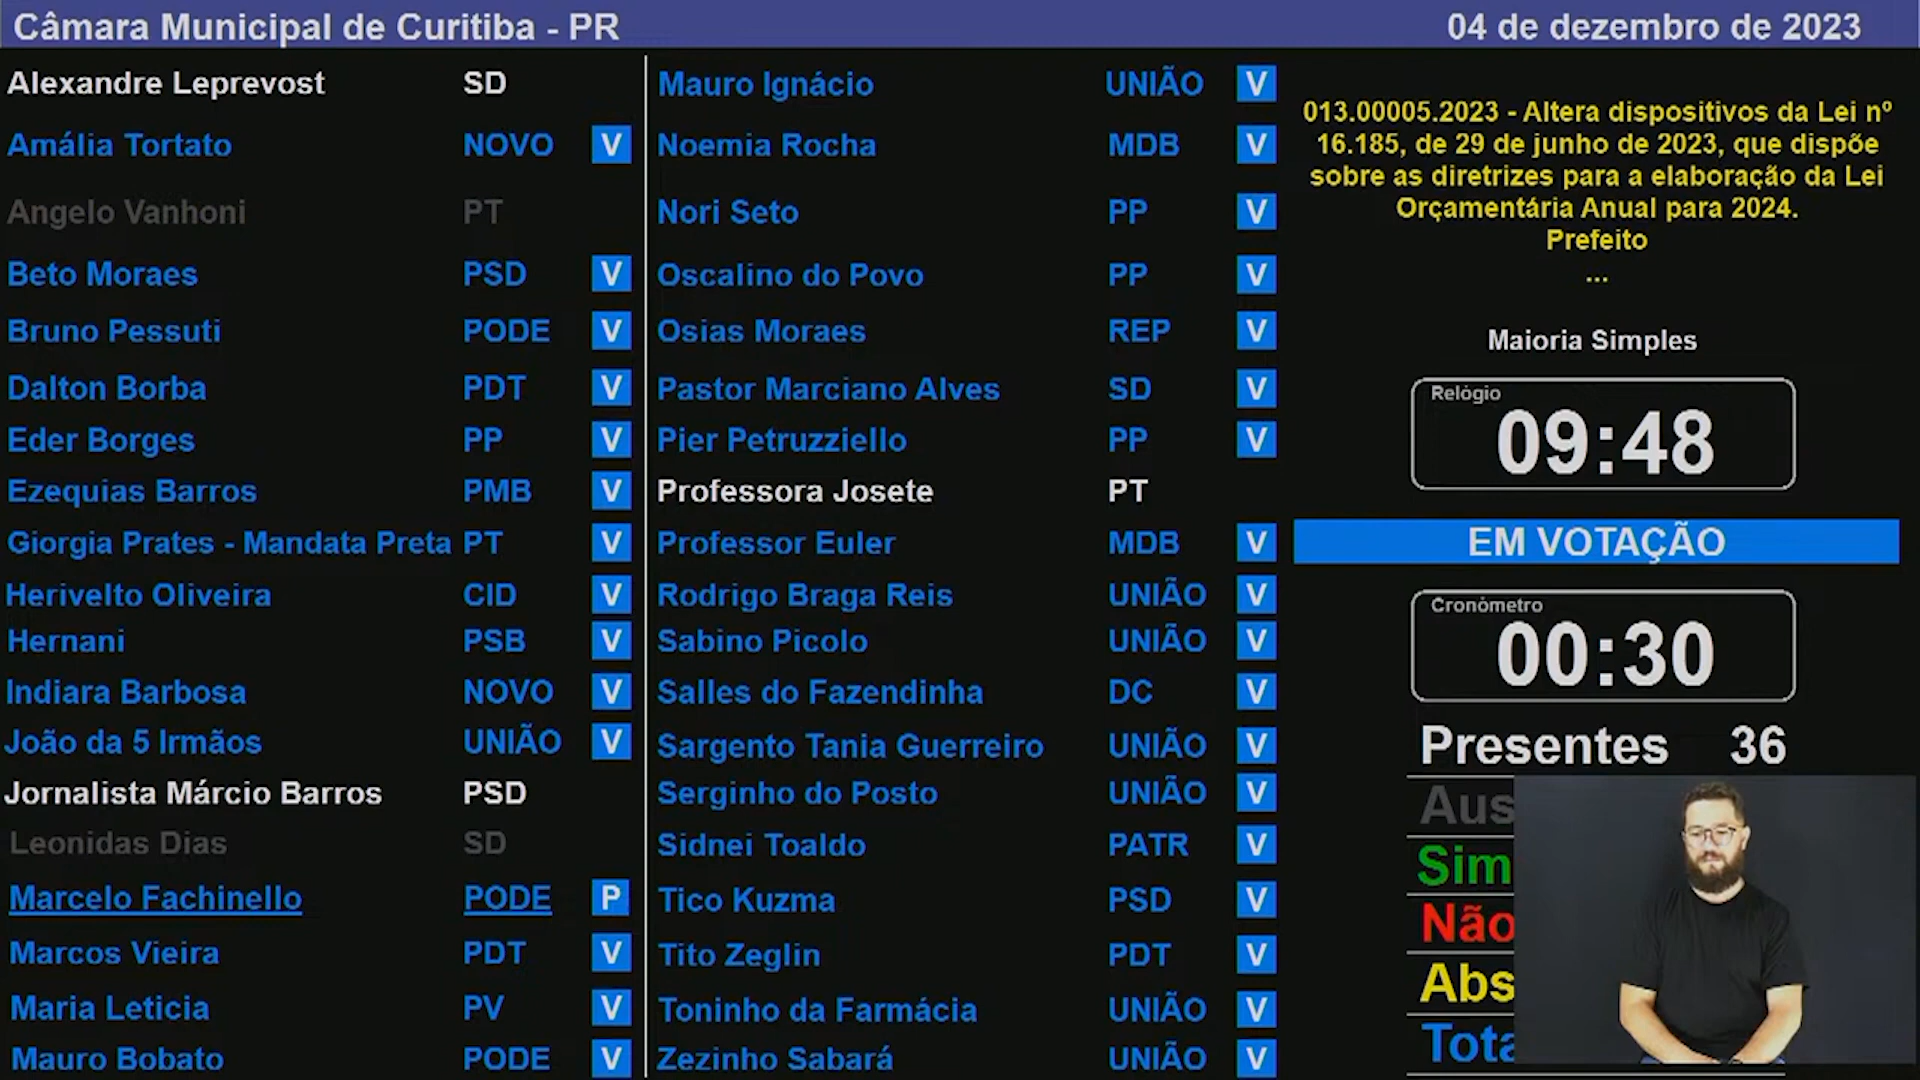 Câmara Municipal de Curitiba - PR 04 de dezembro de 2023
Alexandre Leprevost SD
Amália Tortato NOVO V
Angelo Vanhoni PT
Beto Moraes PSD V
Bruno Pessuti PODE V
Dalton Borba PDT V
Eder Borges PP V
Ezequias Barros PMB V
Giorgia Prates - Mandata Preta PT V
Herivelto Oliveira CID V
Hernani PSB V
Indiara Barbosa NOVO V
João da 5 Irmãos UNIÃO V
Jornalista Márcio Barros PSD
Leonidas Dias SD
Marcelo Fachinello PODE P
Marcos Vieira PDT V
Maria Leticia PV V
Mauro Bobato PODE V
Mauro Ignácio UNIÃO V
Noemia Rocha MDB V
Nori Seto PP V
Oscalino do Povo PP V
Osias Moraes REP V
Pastor Marciano Alves SD V
Pier Petruzziello PP V
Professora Josete PT
Professor Euler MDB V
Rodrigo Braga Reis UNIÃO V
Sabino Picolo UNIÃO V
Salles do Fazendinha DC V
Sargento Tania Guerreiro UNIÃO V
Serginho do Posto UNIÃO V
Sidnei Toaldo PATR V
Tico Kuzma PSD V
Tito Zeglin PDT V
Toninho da Farmácia UNIÃO V
Zezinho Sabará UNIÃO V
013.00005.2023 - Altera dispositivos da Lei nº
16.185, de 29 de junho de 2023, que dispõe
sobre as diretrizes para a elaboração da Lei
Orçamentária Anual para 2024.
Prefeito
...
Maioria Simples
Relógio
09:48
EM VOTAÇÃO
Cronômetro
00:30
Presentes 36
Aus
Sim
Não
Abs
Tota